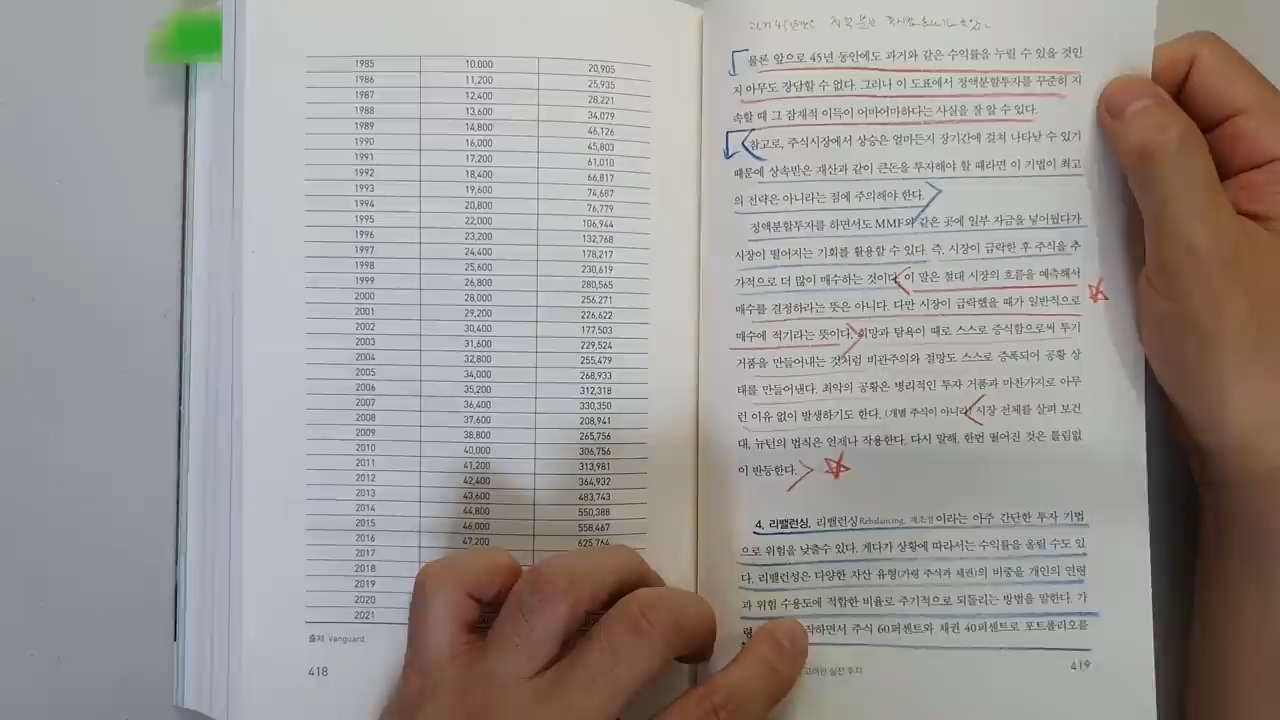 1985 10,000 20,905
1986 11,200 25,935
1987 12,400 28,221
1988 13,600 34,079
1989 14,800 46,126
1990 16,000 45,803
1991 17,200 61,010
1992 18,400 66,817
1993 19,600 74,687
1994 20,800 76,779
1995 22,000 106,944
1996 23,200 132,768
1997 24,400 178,217
1998 25,600 230,619
1999 26,800 280,565
2000 28,000 256,271
2001 29,200 226,622
2002 30,400 177,503
2003 31,600 229,524
2004 32,800 255,479
2005 34,000 268,933
2006 35,200 312,318
2007 36,400 330,350
2008 37,600 208,941
2009 38,800 265,756
2010 40,000 306,756
2011 41,200 313,981
2012 42,400 364,932
2013 43,600 483,743
2014 44,800 550,388
2015 46,000 558,467
2016 47,200 625,764
2017
2018
2019
2020
2021
출처 Vanguard.
418
물론 앞으로 45년 동안에도 과거와 같은 수익률을 누릴 수 있을 것인
지 아무도 장담할 수 없다. 그러나 이 도표에서 정액분할투자를 꾸준히 지
속할 때 그 잠재적 이득이 어마어마하다는 사실을 잘 알 수 있다.
참고로, 주식시장에서 상승은 얼마든지 장기간에 걸쳐 나타날 수 있기
때문에 상속받은 재산과 같이 큰돈을 투자해야 할 때라면 이 기법이 최고
의 전략은 아니라는 점에 주의해야 한다.
정액분할투자를 하면서도 MMF와 같은 곳에 일부 자금을 넣어뒀다가
시장이 떨어지는 기회를 활용할 수 있다. 즉, 시장이 급락한 후 주식을 추
가적으로 더 많이 매수하는 것이다. 이 말은 절대 시장의 흐름을 예측해서
매수를 결정하라는 뜻은 아니다. 다만 시장이 급락했을 때가 일반적으로
매수에 적기라는 뜻이다. 희망과 탐욕이 때로 스스로 증식함으로써 투기
거품을 만들어내는 것처럼 비관주의와 절망도 스스로 증폭되어 공황 상
태를 만들어낸다. 최악의 공황은 병리적인 투자 거품과 마찬가지로 아무
런 이유 없이 발생하기도 한다. (개별 주식이 아니라) 시장 전체를 살펴 보건
대, 뉴턴의 법칙은 언제나 작용한다. 다시 말해, 한번 떨어진 것은 틀림없
이 반등한다.
4. 리밸런싱. 리밸런싱Rebalancing, 재조정이라는 아주 간단한 투자 기법
으로 위험을 낮출수 있다. 게다가 상황에 따라서는 수익률을 올릴 수도 있
다. 리밸런싱은 다양한 자산 유형(가령 주식과 채권)의 비중을 개인의 연령
과 위험 수용도에 적합한 비율로 주기적으로 되돌리는 방법을 말한다. 가
령 작하면서 주식 60퍼센트와 채권 40퍼센트로 포트폴리오를
고려한 실전 투자
419